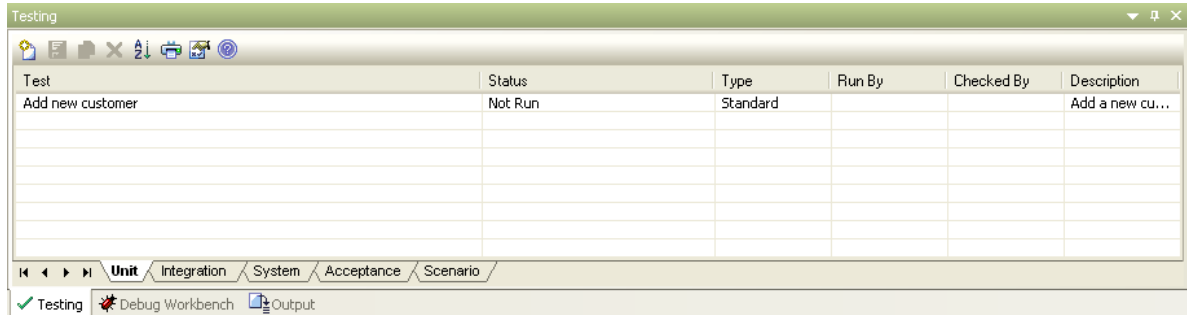 Testing
Test Status Type Run By Checked By Description
Add new customer Not Run Standard Add a new cu...
Unit Integration System Acceptance Scenario
Testing Debug Workbench Output